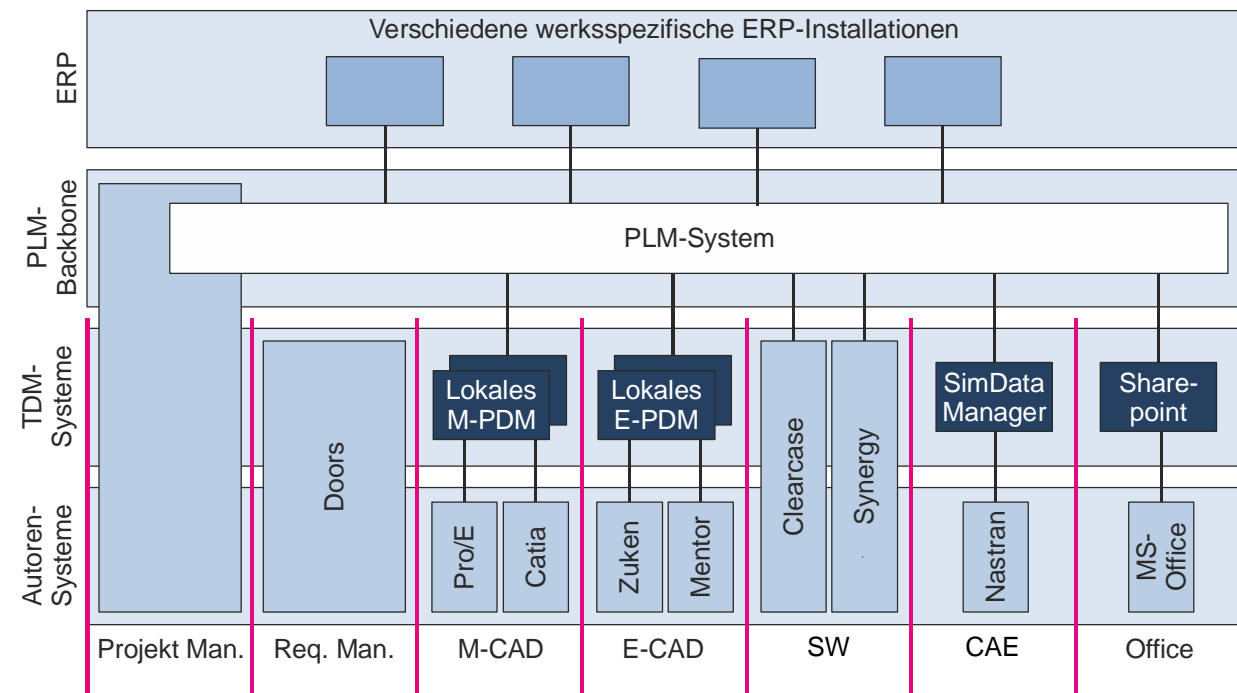 Verschiedene werksspezifische ERP-Installationen
ERP
PLM-
Backbone
PLM-System
TDM-
Systeme
Doors
Lokales
M-PDM
Lokales
E-PDM
Clearcase
Synergy
SimData
Manager
Share-
point
Autoren-
Systeme
Pro/E
Catia
Zuken
Mentor
Nastran
MS-
Office
Projekt Man.
Req. Man.
M-CAD
E-CAD
SW
CAE
Office